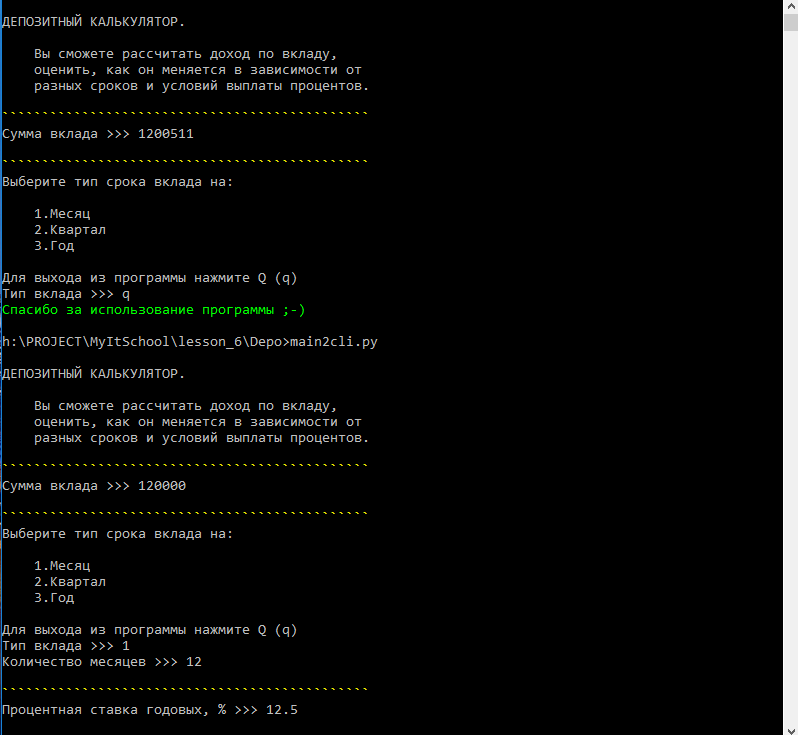 ДЕПОЗИТНЫЙ КАЛЬКУЛЯТОР.
Вы сможете рассчитать доход по вкладу,
оценить, как он меняется в зависимости от
разных сроков и условий выплаты процентов.
Сумма вклада >>> 1200511
Выберите тип срока вклада на:
1.Месяц
2.Квартал
3.Год
Для выхода из программы нажмите Q (q)
Тип вклада >>> q
Спасибо за использование программы ;-)
h:\PROJECT\MyItSchool\lesson_6\Depo>main2cli.py
ДЕПОЗИТНЫЙ КАЛЬКУЛЯТОР.
Вы сможете рассчитать доход по вкладу,
оценить, как он меняется в зависимости от
разных сроков и условий выплаты процентов.
Сумма вклада >>> 120000
Выберите тип срока вклада на:
1.Месяц
2.Квартал
3.Год
Для выхода из программы нажмите Q (q)
Тип вклада >>> 1
Количество месяцев >>> 12
Процентная ставка годовых, % >>> 12.5